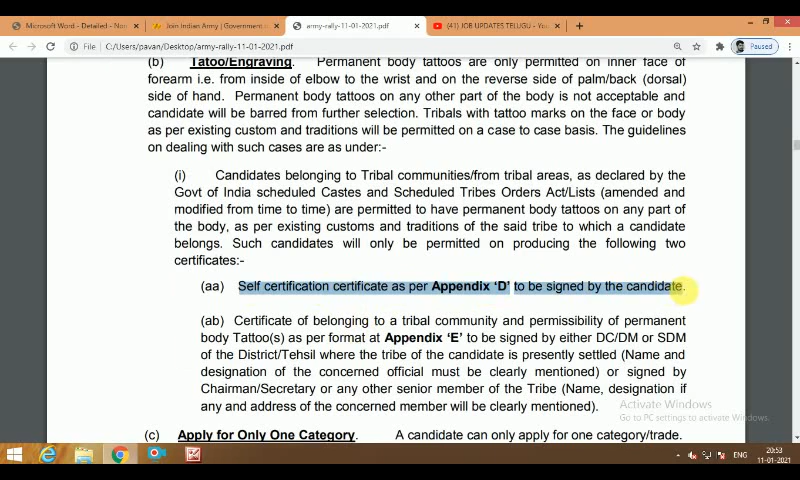 Microsoft Word - Detailed - Not
Join Indian Army | Government o
army-rally-11-01-2021.pdf
(41) JOB UPDATES TELUGU - You
File | C:/Users/pavan/Desktop/army-rally-11-01-2021.pdf
Paused
(b) Tatoo/Engraving. Permanent body tattoos are only permitted on inner face of
forearm i.e. from inside of elbow to the wrist and on the reverse side of palm/back (dorsal)
side of hand. Permanent body tattoos on any other part of the body is not acceptable and
candidate will be barred from further selection. Tribals with tattoo marks on the face or body
as per existing custom and traditions will be permitted on a case to case basis. The guidelines
on dealing with such cases are as under:-
(i) Candidates belonging to Tribal communities/from tribal areas, as declared by the
Govt of India scheduled Castes and Scheduled Tribes Orders Act/Lists (amended and
modified from time to time) are permitted to have permanent body tattoos on any part of
the body, as per existing customs and traditions of the said tribe to which a candidate
belongs. Such candidates will only be permitted on producing the following two
certificates:-
(aa) Self certification certificate as per Appendix ‘D’ to be signed by the candidate.
(ab) Certificate of belonging to a tribal community and permissibility of permanent
body Tattoo(s) as per format at Appendix ‘E’ to be signed by either DC/DM or SDM
of the District/Tehsil where the tribe of the candidate is presently settled (Name and
designation of the concerned official must be clearly mentioned) or signed by
Chairman/Secretary or any other senior member of the Tribe (Name, designation if
any and address of the concerned member will be clearly mentioned).
Activate Windows
Go to PC settings to activate Windows.
(c) Apply for Only One Category. A candidate can only apply for one category/trade.
ENG
20:53
11-01-2021